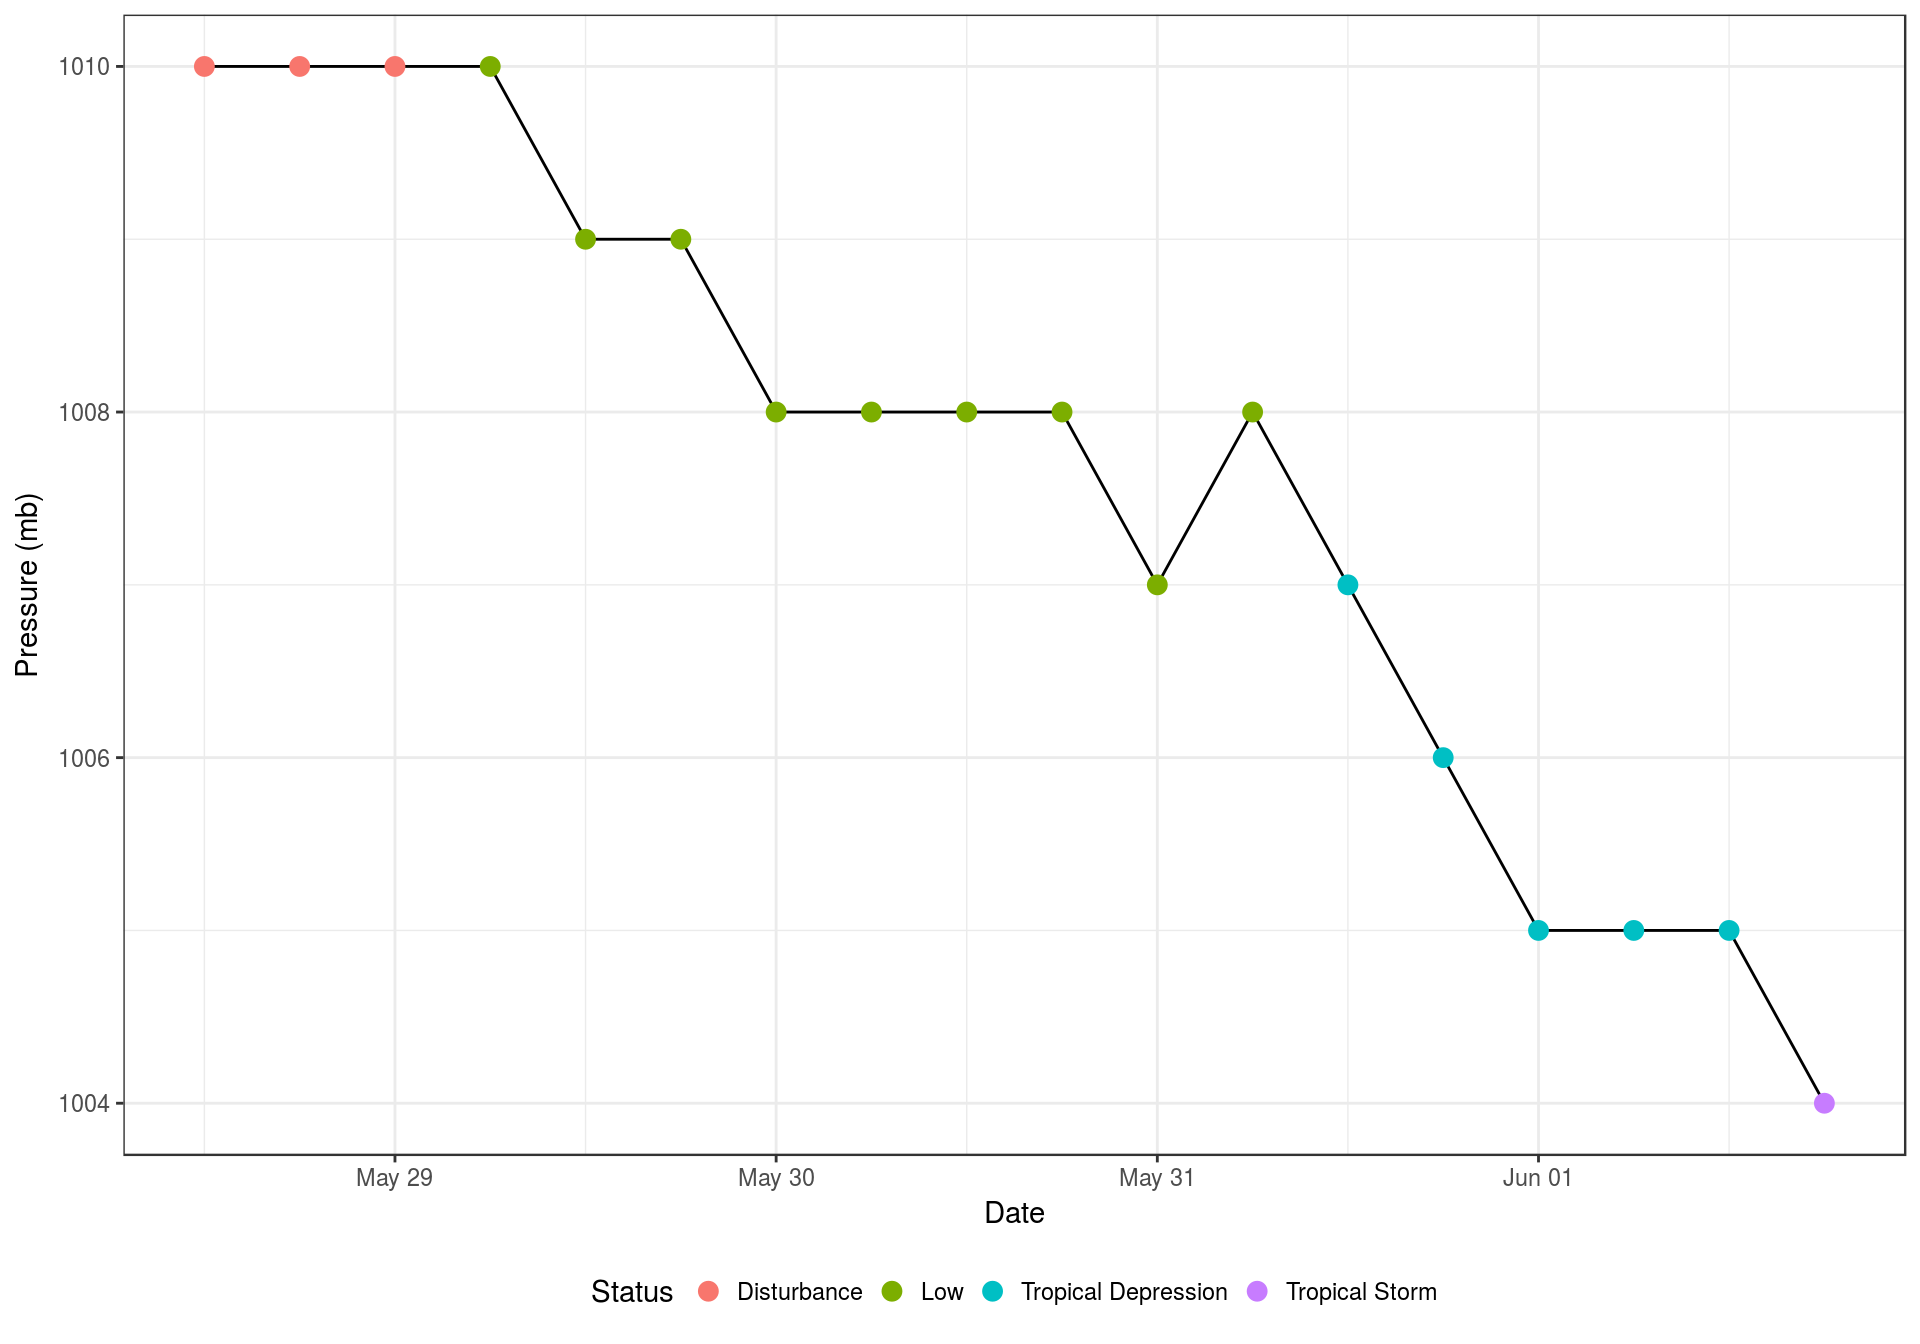 1010
1008
1006
1004
Pressure (mb)
May 29 May 30 May 31 Jun 01
Date
Status Disturbance Low Tropical Depression Tropical Storm